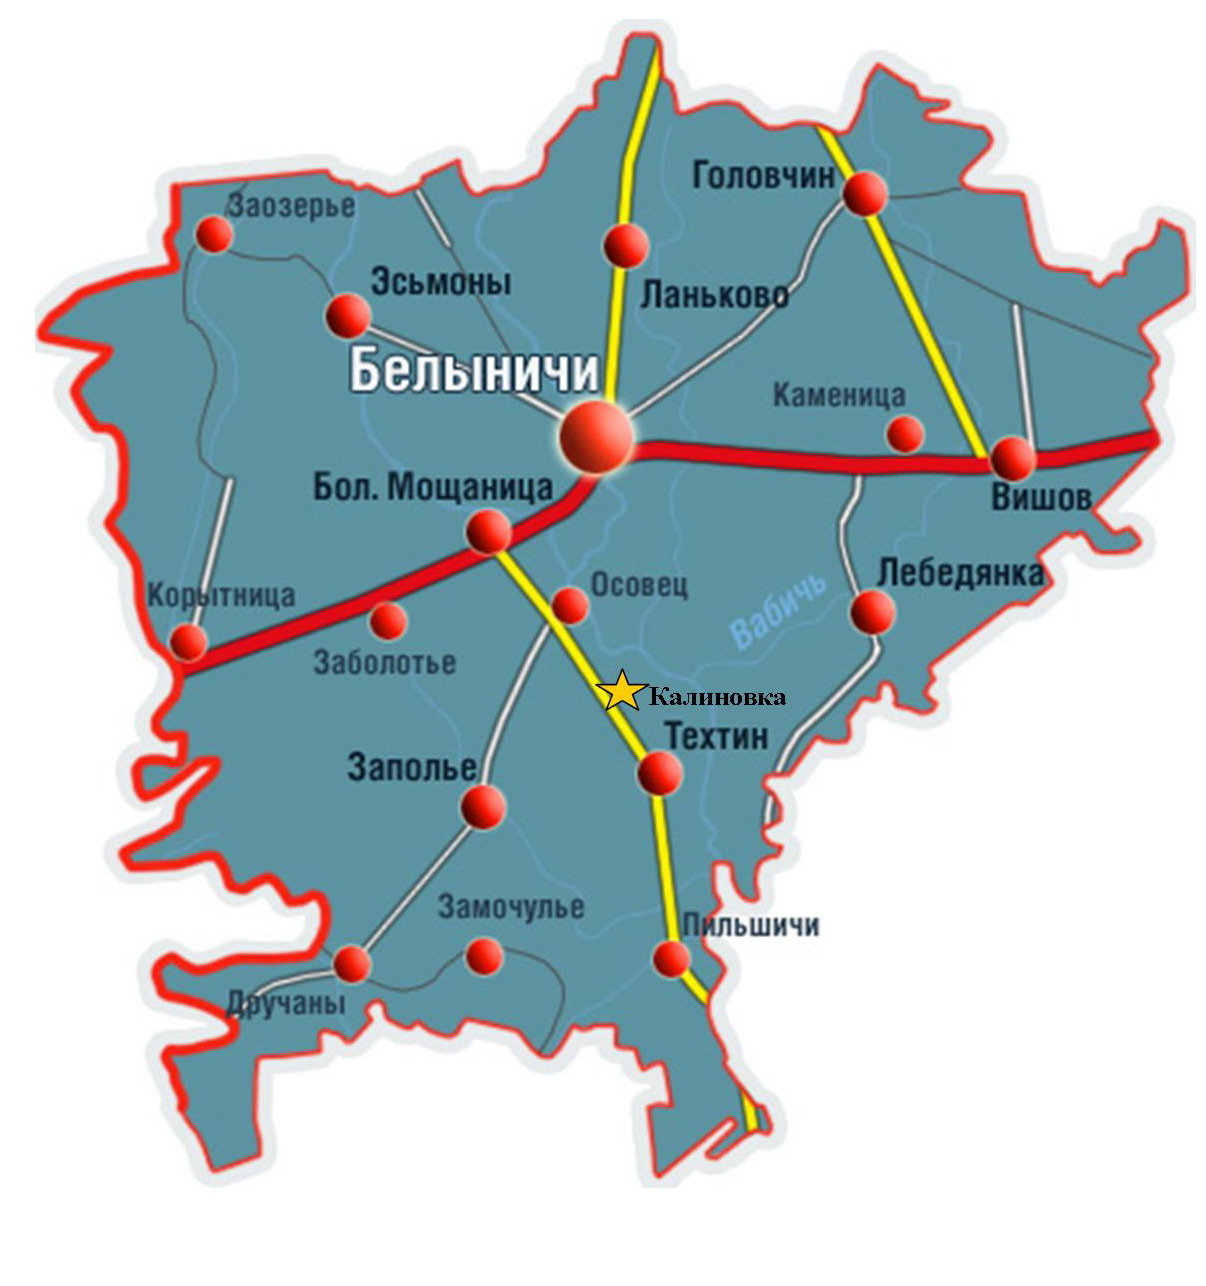 Головчин
Заозерье
Эсьмоны
Ланьково
Белыничи
Каменица
Бол. Мощаница
Вишов
Лебедянка
Осовец
Корытница
Вабичь
Заболотье
Калиновка
Техтин
Заполье
Замочулье
Пильшичи
Дручаны